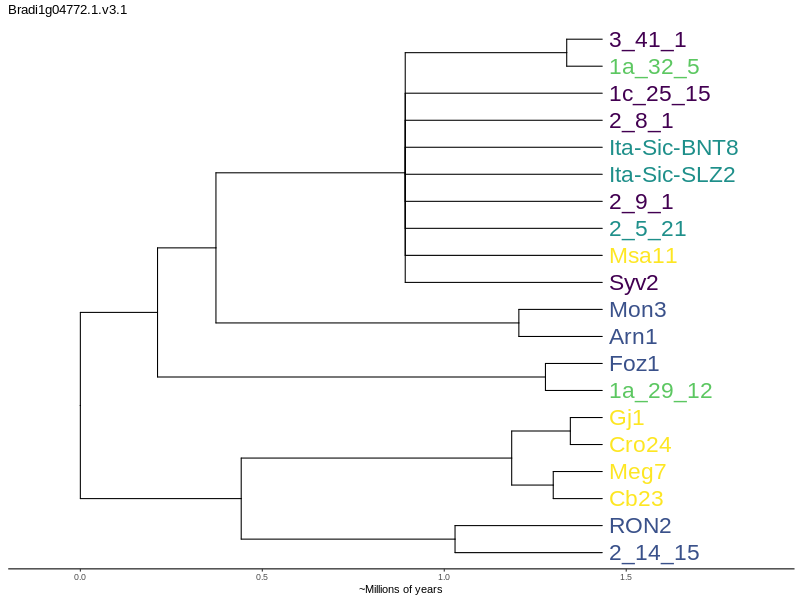 Bradi1g04772.1.v3.1
3_41_1
1a_32_5
1c_25_15
2_8_1
Ita-Sic-BNT8
Ita-Sic-SLZ2
2_9_1
2_5_21
Msa11
Syv2
Mon3
Arn1
Foz1
1a_29_12
Gj1
Cro24
Meg7
Cb23
RON2
2_14_15
0.0 0.5 1.0 1.5
~Millions of years